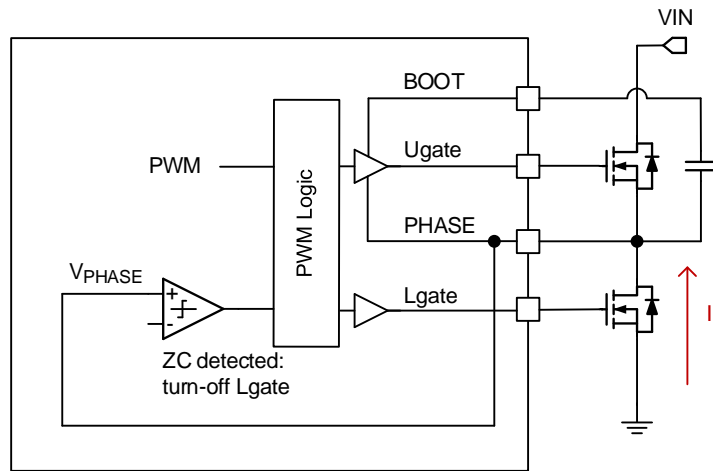 VIN
BOOT
Ugate
PWM
PWM Logic
PHASE
VPHASE
+
-
Lgate
I
ZC detected:
turn-off Lgate